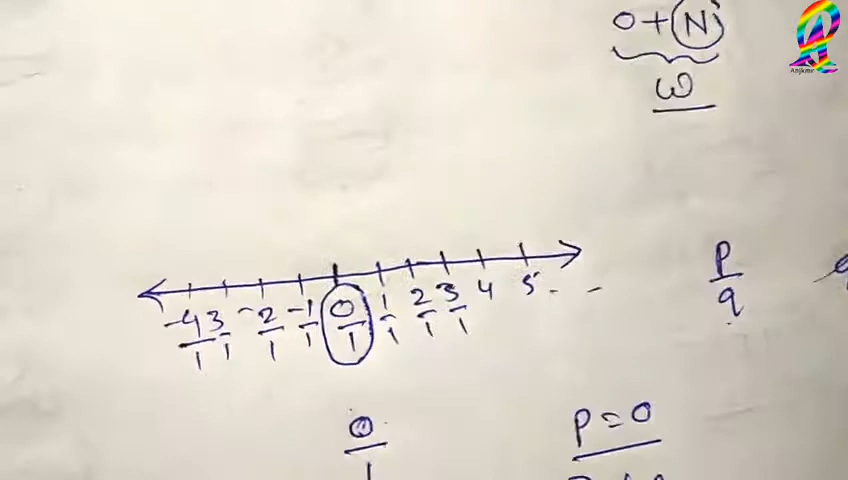 0+N
W
-4/1 3/1 -2/1 -1/1 0/1 1/1 2/1 3/1 4 5 - -
p/q
0/1
P=0